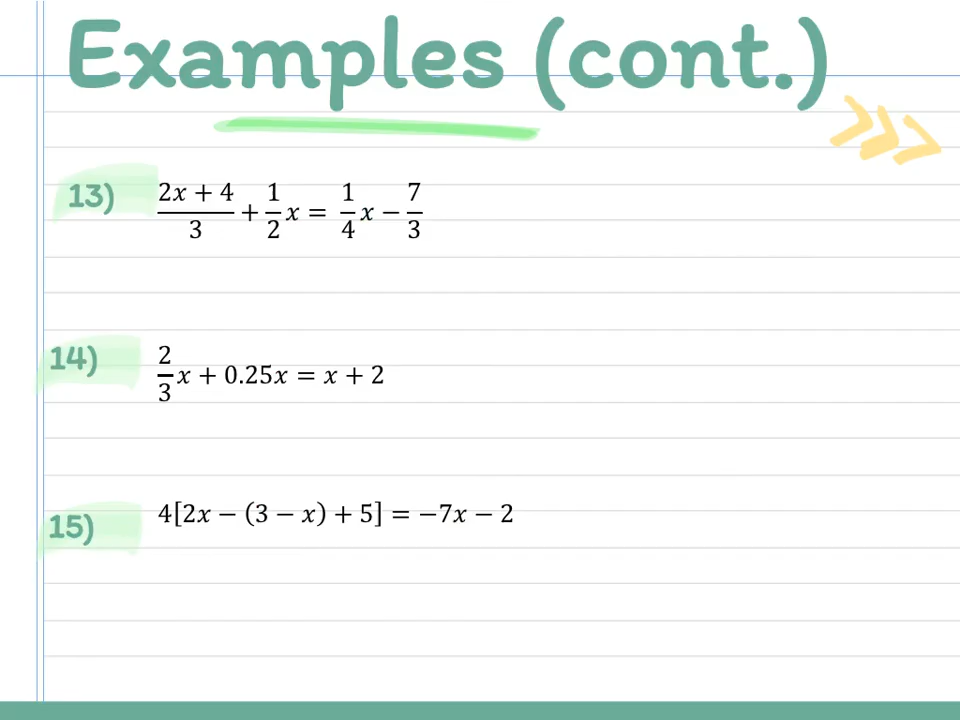 Examples (cont.)
13) (2x + 4)/3 + 1/2 x = 1/4 x − 7/3
14) 2/3 x + 0.25x = x + 2
15) 4[2x − (3 − x) + 5] = −7x − 2